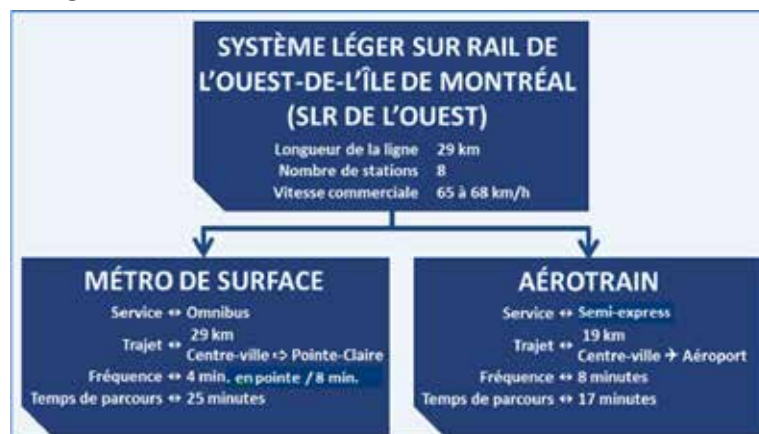 SYSTÈME LÉGER SUR RAIL DE
L'OUEST-DE-L'ÎLE DE MONTRÉAL
(SLR DE L'OUEST)
Longueur de la ligne 29 km
Nombre de stations 8
Vitesse commerciale 65 à 68 km/h
MÉTRO DE SURFACE
Service ↔ Omnibus
Trajet ↔ 29 km
Centre-ville ➪ Pointe-Claire
Fréquence ↔ 4 min. en pointe / 8 min.
Temps de parcours ↔ 25 minutes
AÉROTRAIN
Service ↔ Semi-express
Trajet ↔ 19 km
Centre-ville ✈ Aéroport
Fréquence ↔ 8 minutes
Temps de parcours ↔ 17 minutes